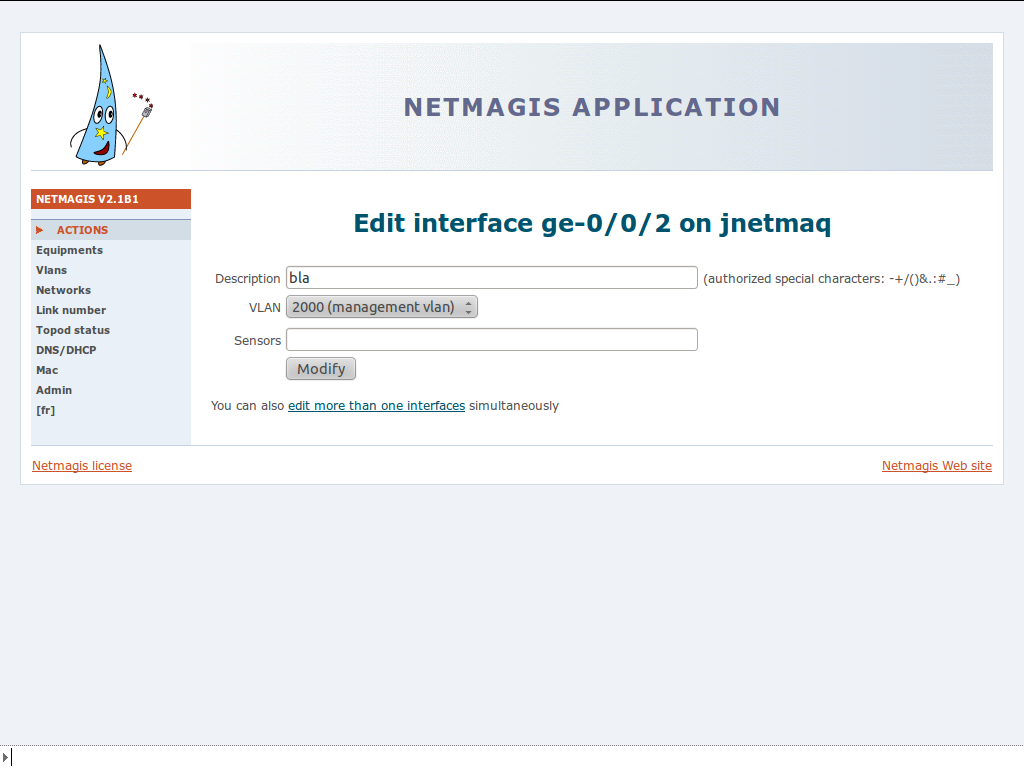 NETMAGIS APPLICATION
NETMAGIS V2.1B1
ACTIONS
Equipments
Vlans
Networks
Link number
Topod status
DNS/DHCP
Mac
Admin
[fr]
Edit interface ge-0/0/2 on jnetmaq
Description bla (authorized special characters: -+/()&.:#_)
VLAN 2000 (management vlan)
Sensors
Modify
You can also edit more than one interfaces simultaneously
Netmagis license Netmagis Web site